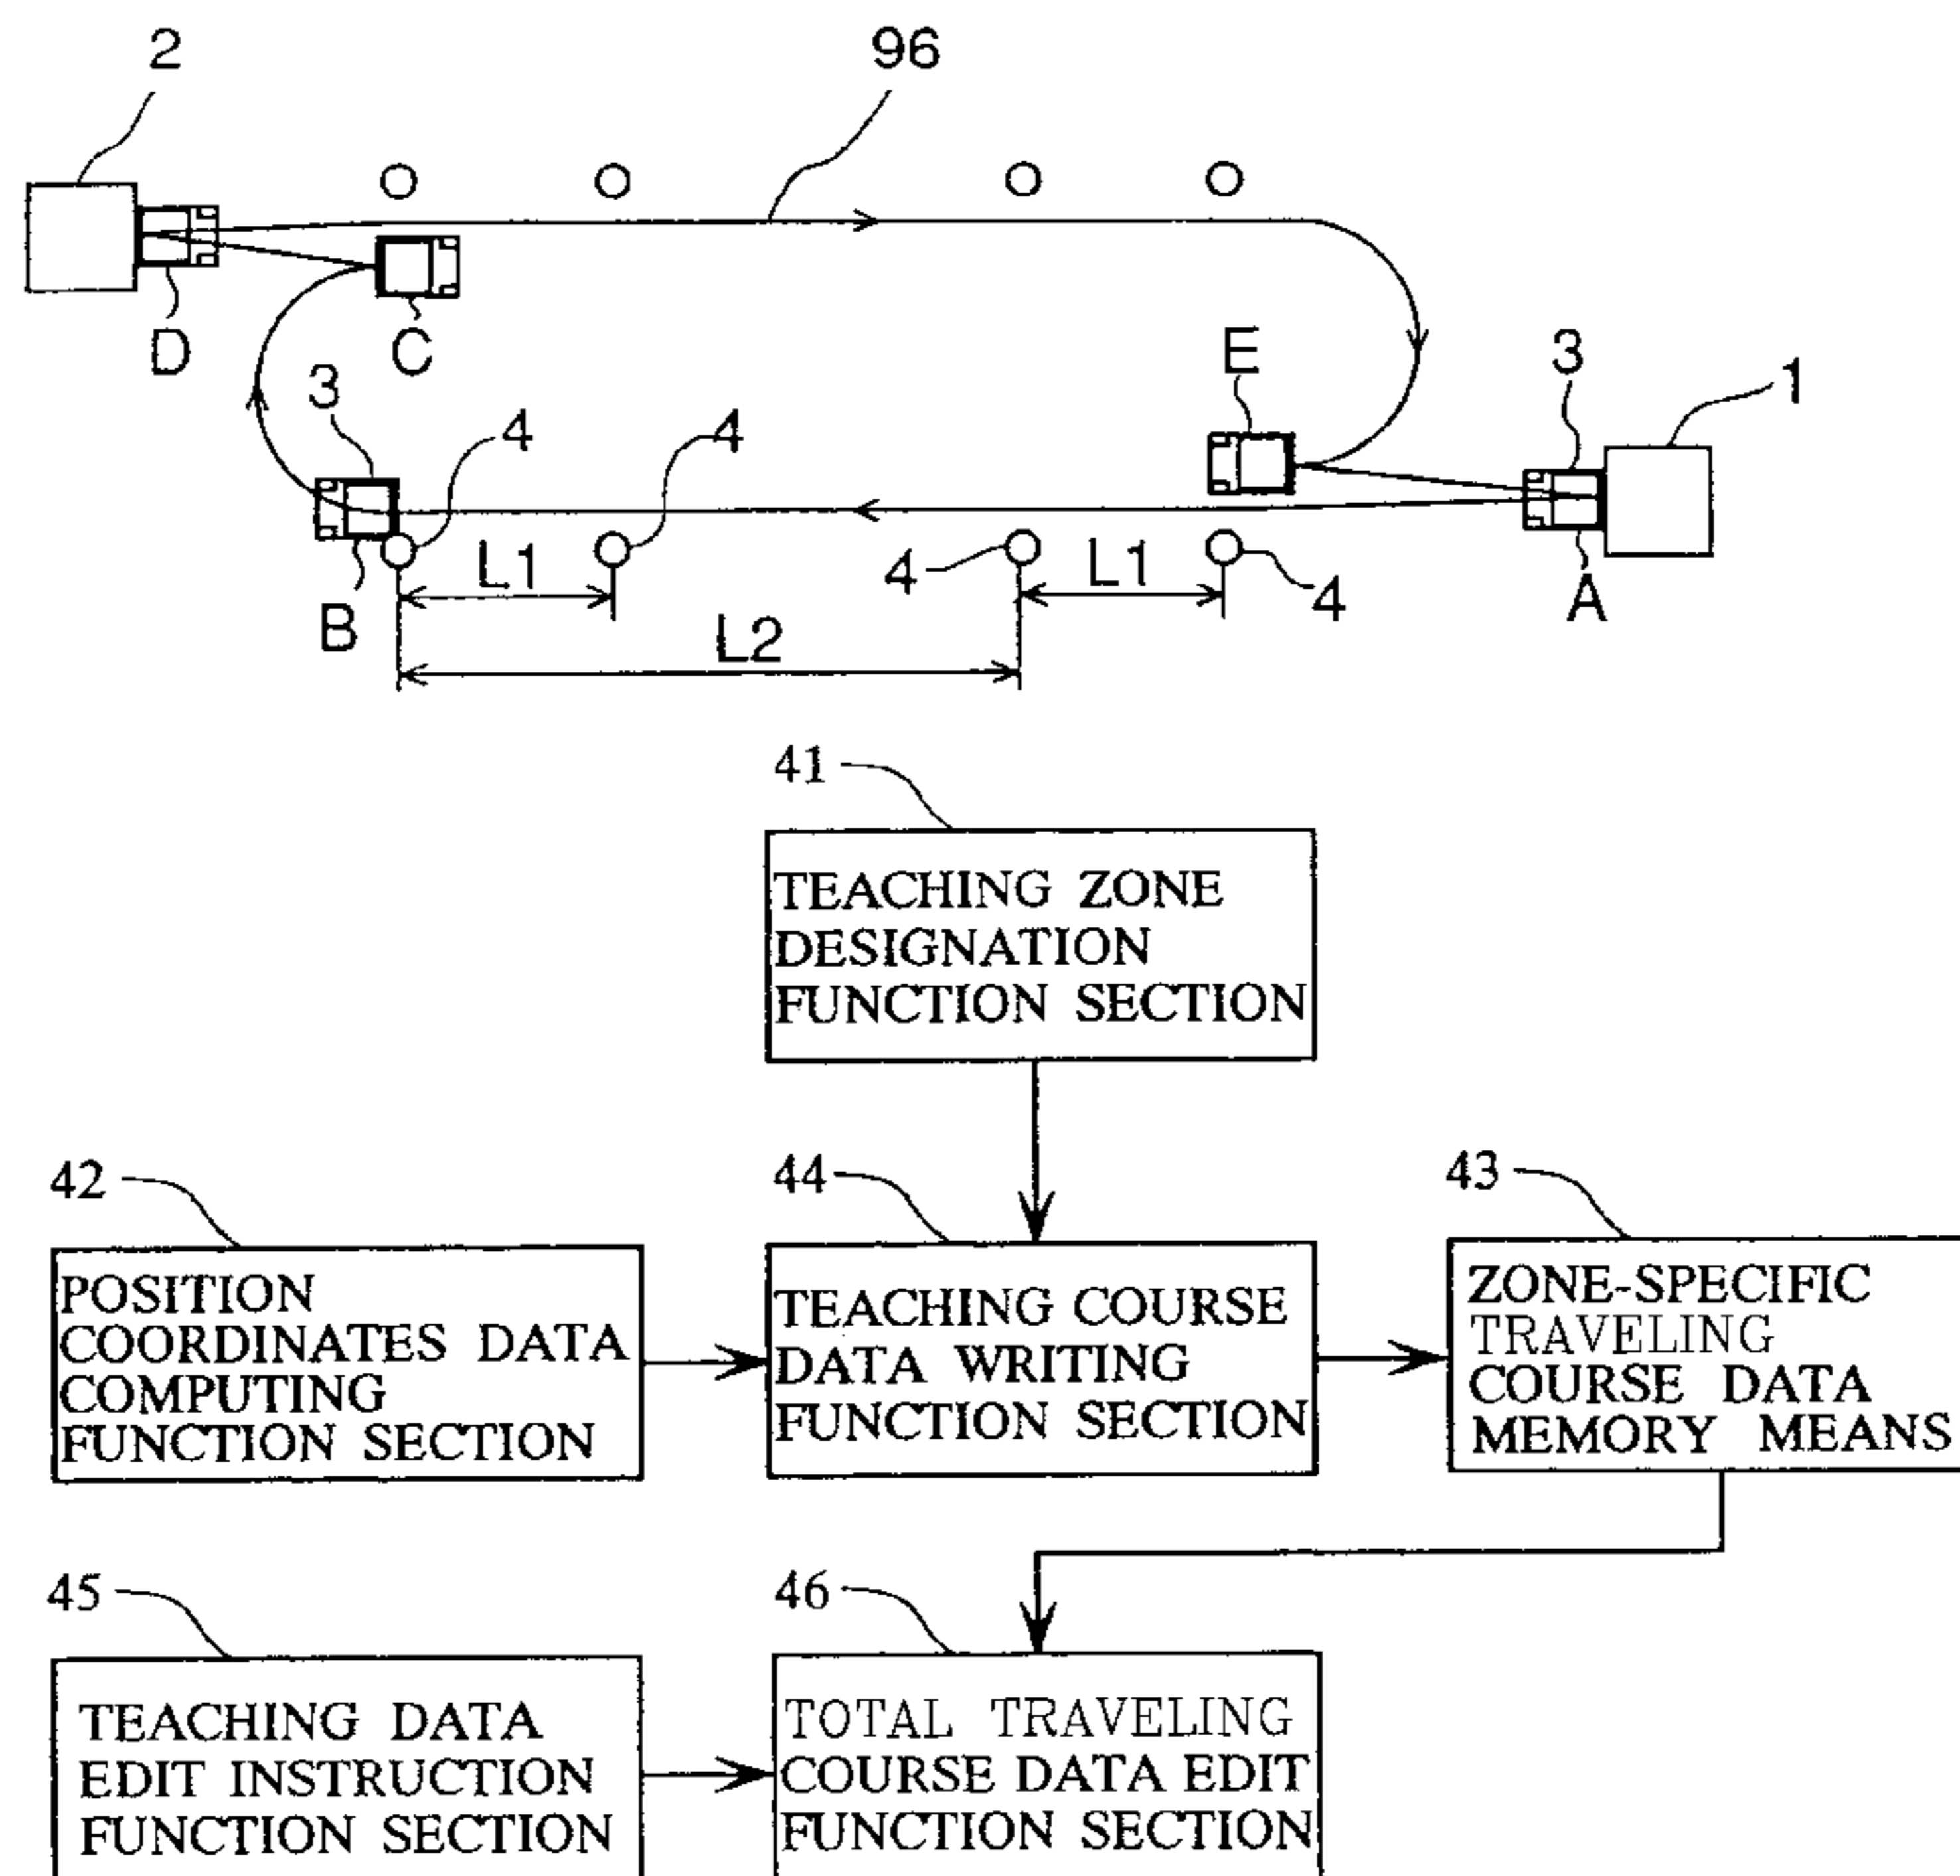 2
96
D
C
E
3
1
3
4
4
B
L1
4
L1
4
A
L2
41
TEACHING ZONE
DESIGNATION
FUNCTION SECTION
42
POSITION
COORDINATES DATA
COMPUTING
FUNCTION SECTION
44
TEACHING COURSE
DATA WRITING
FUNCTION SECTION
43
ZONE-SPECIFIC
TRAVELING
COURSE DATA
MEMORY MEANS
45
TEACHING DATA
EDIT INSTRUCTION
FUNCTION SECTION
46
TOTAL TRAVELING
COURSE DATA EDIT
FUNCTION SECTION